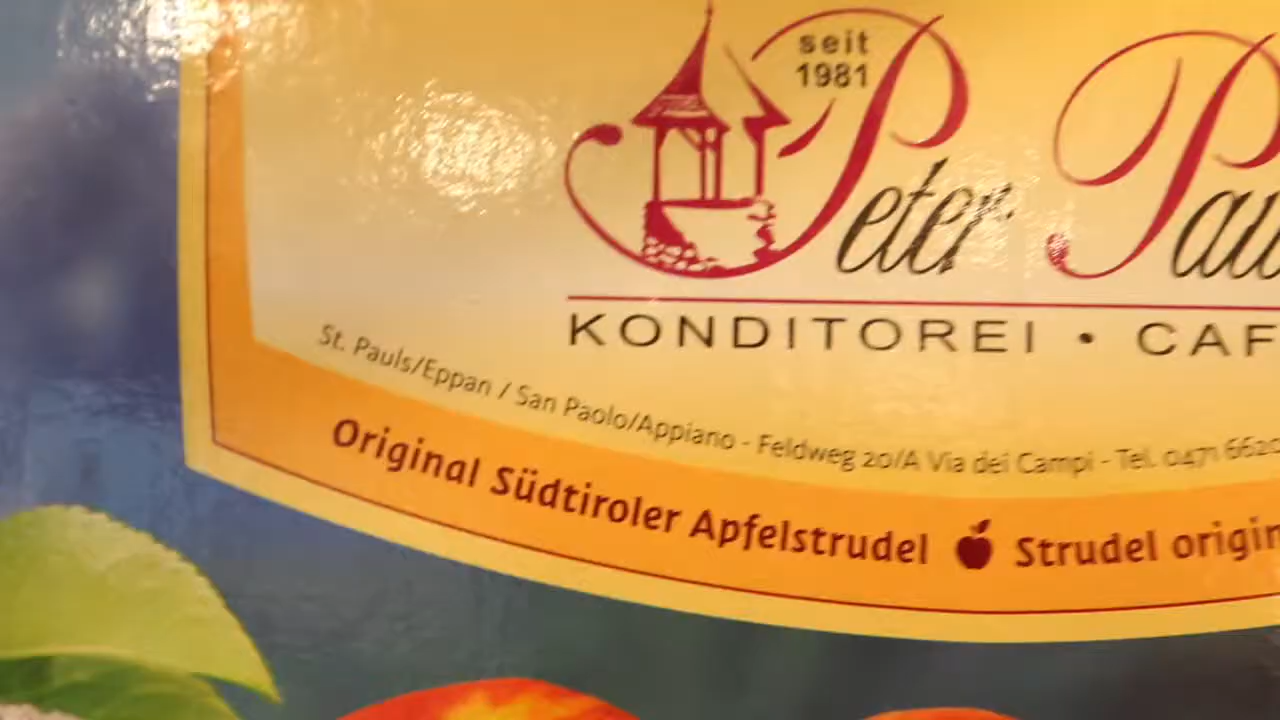 seit
1981
Peter Pau
KONDITOREI • CAF
St. Pauls/Eppan / San Paolo/Appiano - Feldweg 20/A Via dei Campi - Tel. 0471 6620
Original Südtiroler Apfelstrudel Strudel origin